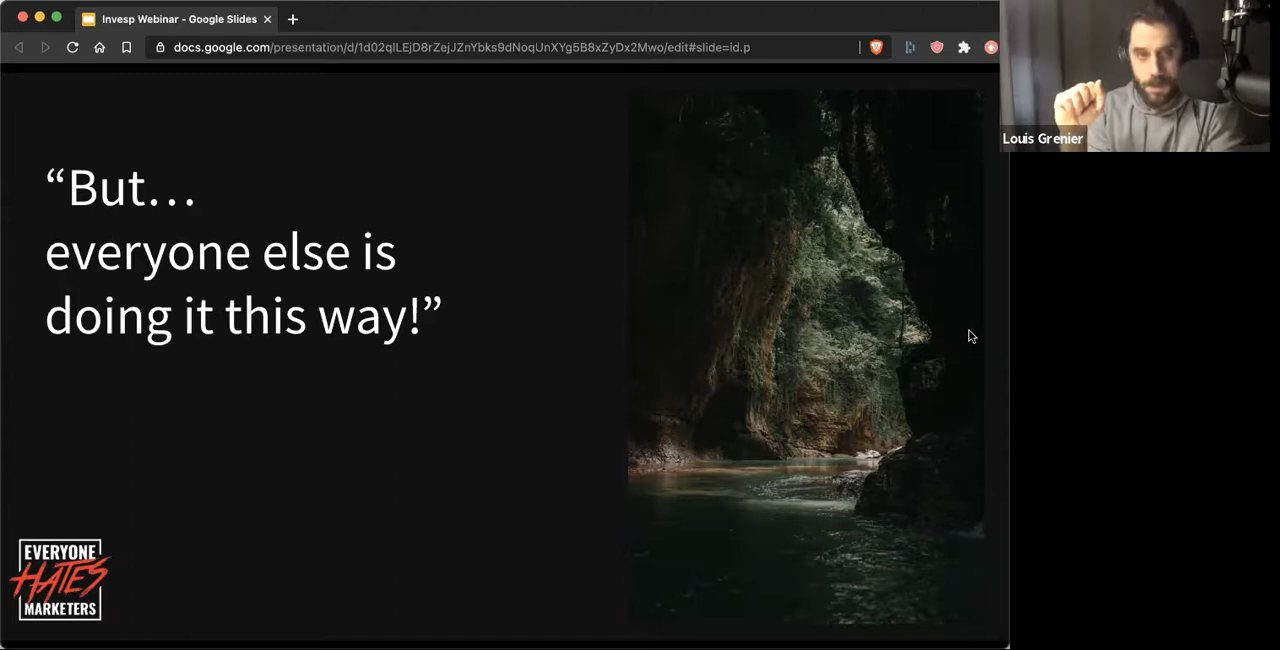 Invesp Webinar - Google Slides
docs.google.com/presentation/d/1d02qILEjD8rZejJZnYbks9dNoqUnXYg5B8xZyDx2Mwo/edit#slide=id.p
Louis Grenier
“But…
everyone else is
doing it this way!”
EVERYONE
HATES
MARKETERS